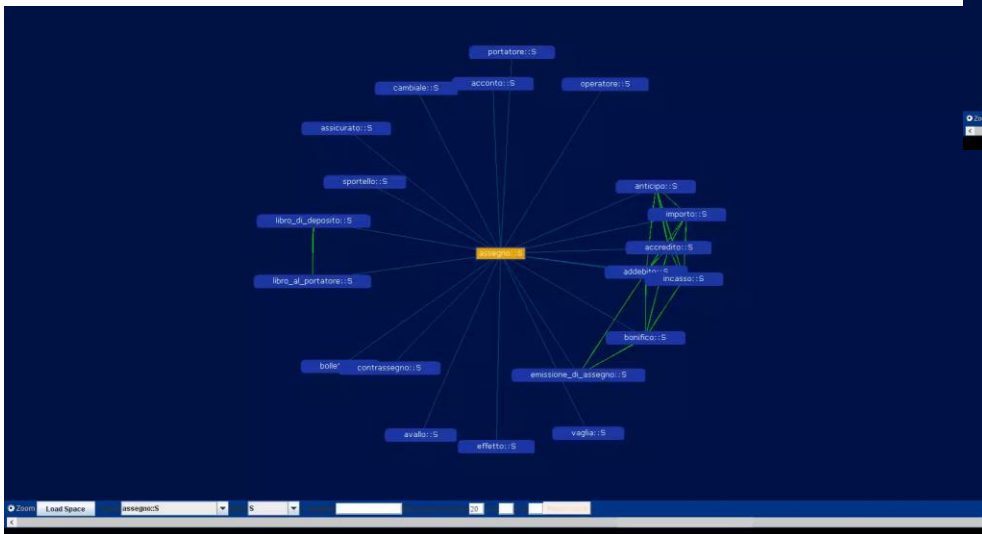 portatore::S
cambiale::S
acconto::S
operatore::S
assicurato::S
sportello::S
anticipo::S
importo::S
libro_di_deposito::S
accredito::S
assegno::S
addebito::S
incasso::S
libro_al_portatore::S
bonifico::S
contrassegno::S
emissione_di_assegno::S
avallo::S
vaglia::S
effetto::S
Zoom Load Space assegno::S S 20